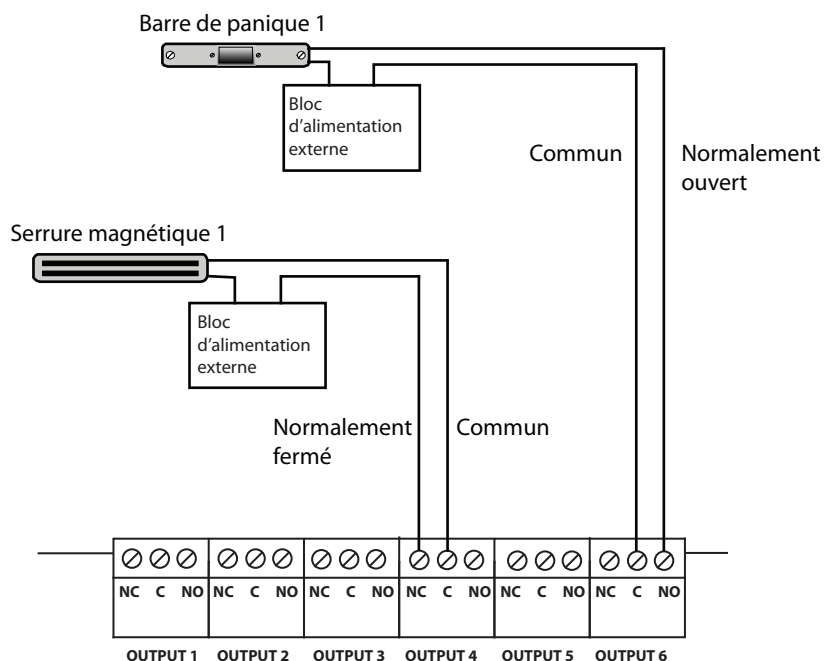 Barre de panique 1
Bloc
d’alimentation
externe
Commun
Normalement
ouvert
Serrure magnétique 1
Bloc
d’alimentation
externe
Normalement
fermé
Commun
NC C NO NC C NO NC C NO NC C NO NC C NO NC C NO
OUTPUT 1 OUTPUT 2 OUTPUT 3 OUTPUT 4 OUTPUT 5 OUTPUT 6